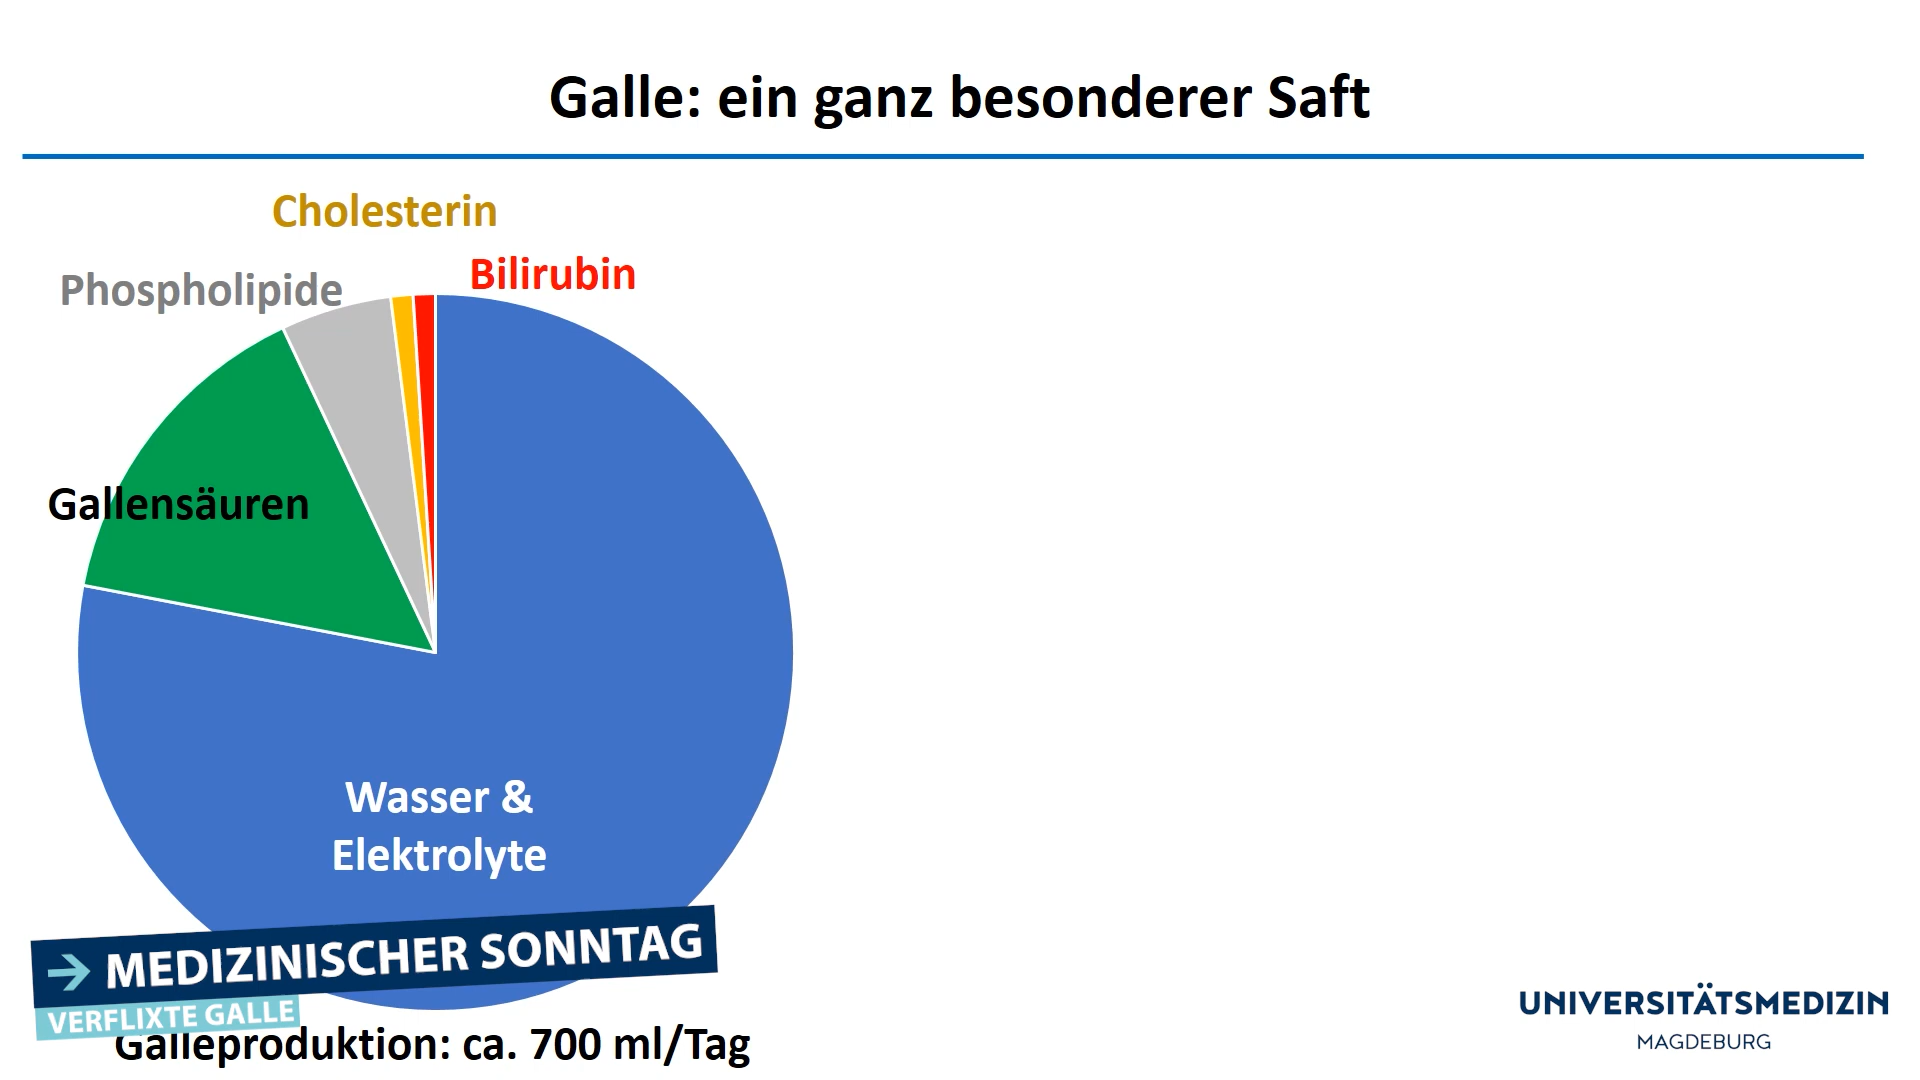 Galle: ein ganz besonderer Saft
Cholesterin
Bilirubin
Phospholipide
Gallensäuren
Wasser &
Elektrolyte
→ MEDIZINISCHER SONNTAG
VERFLIXTE GALLE
Galleproduktion: ca. 700 ml/Tag
UNIVERSITÄTSMEDIZIN
MAGDEBURG